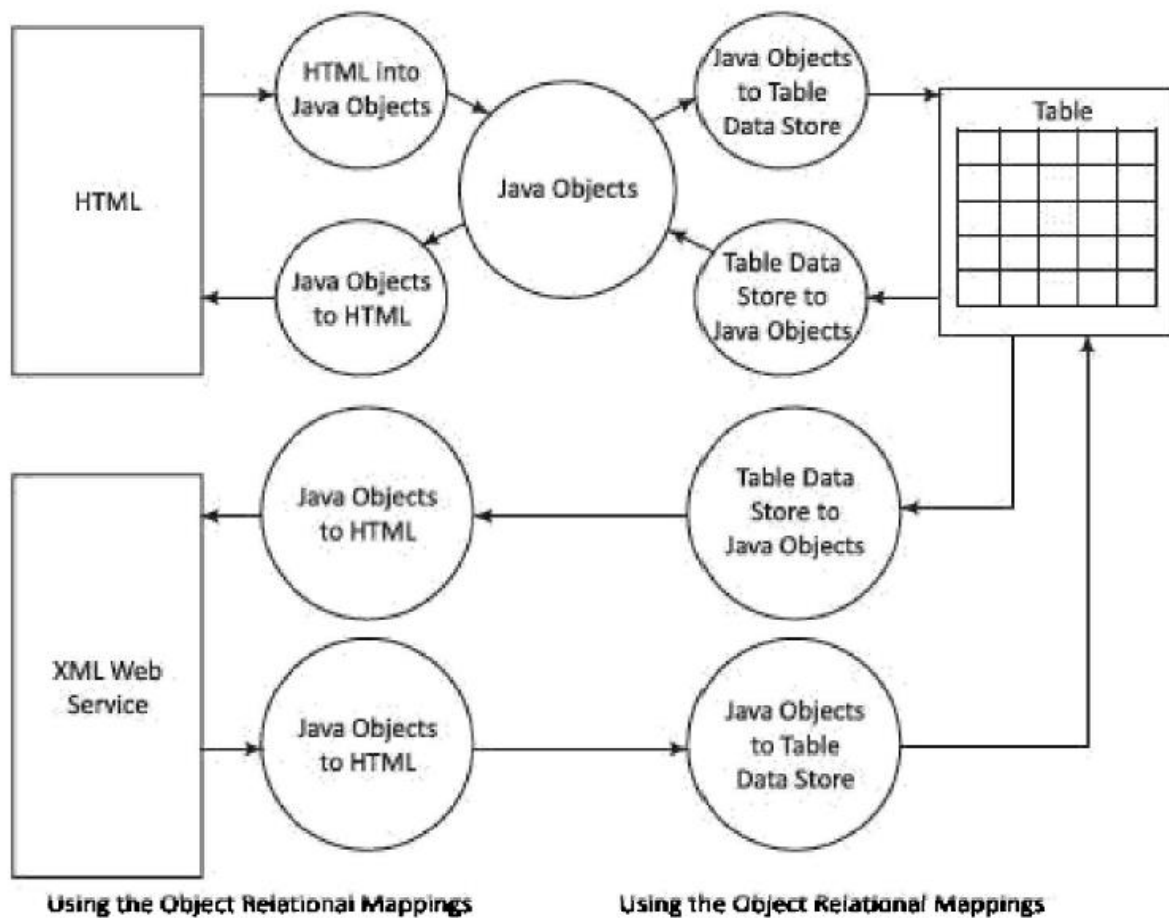 HTML
HTML into
Java Objects
Java Objects
to HTML
Java Objects
Java Objects
to Table
Data Store
Table Data
Store to
Java Objects
Table
XML Web
Service
Java Objects
to HTML
Table Data
Store to
Java Objects
Java Objects
to HTML
Java Objects
to Table
Data Store
Using the Object Relational Mappings
Using the Object Relational Mappings